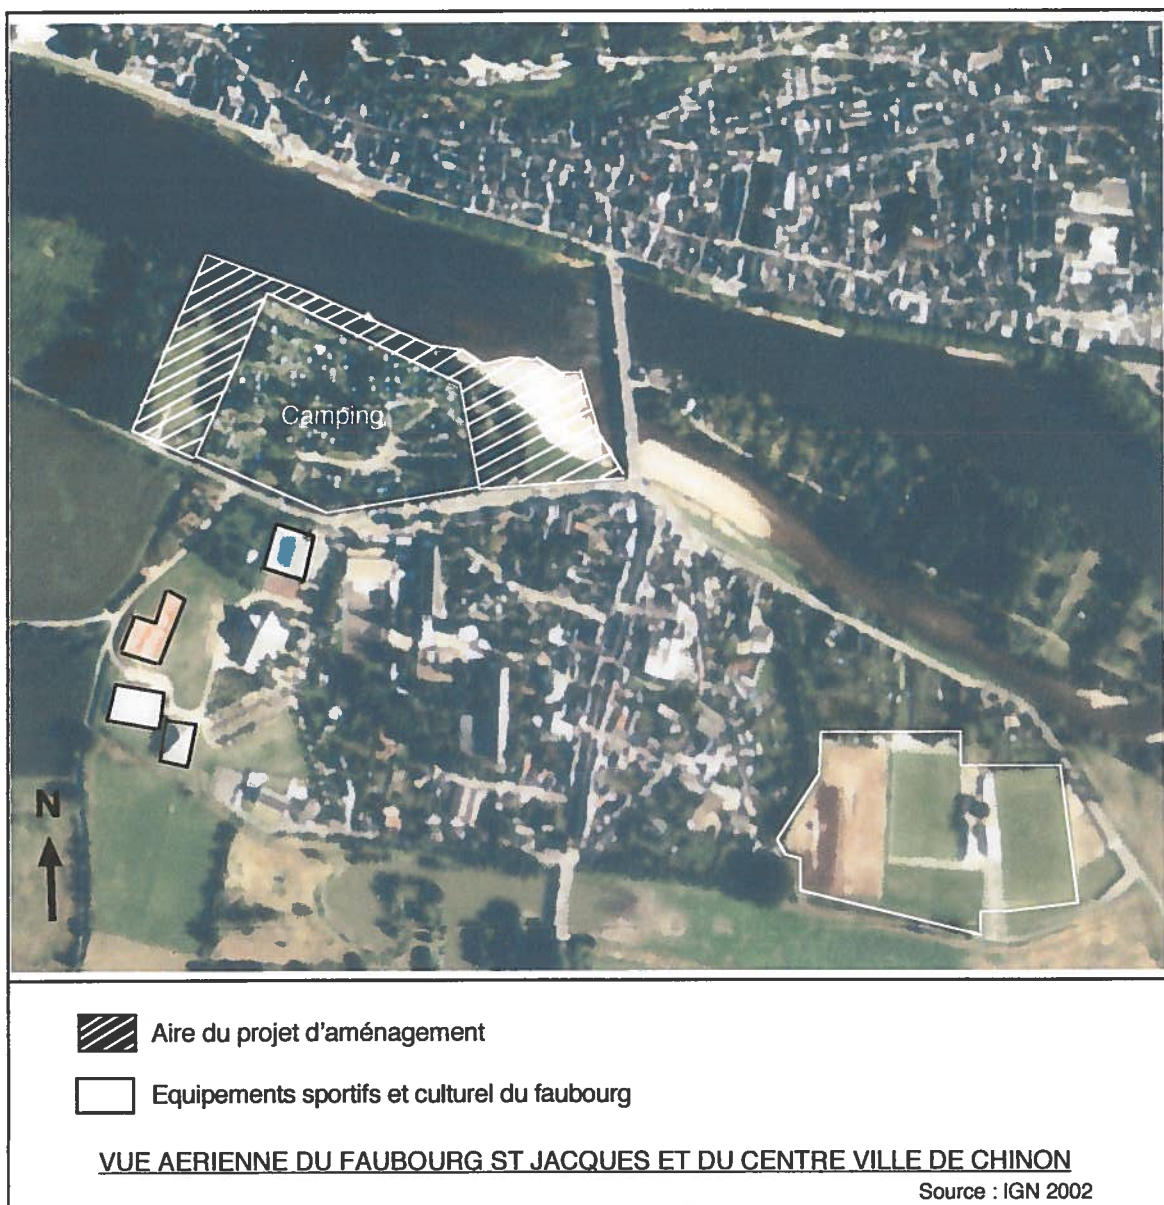 Camping
N
Aire du projet d'aménagement
Equipements sportifs et culturel du faubourg
VUE AERIENNE DU FAUBOURG ST JACQUES ET DU CENTRE VILLE DE CHINON
Source : IGN 2002